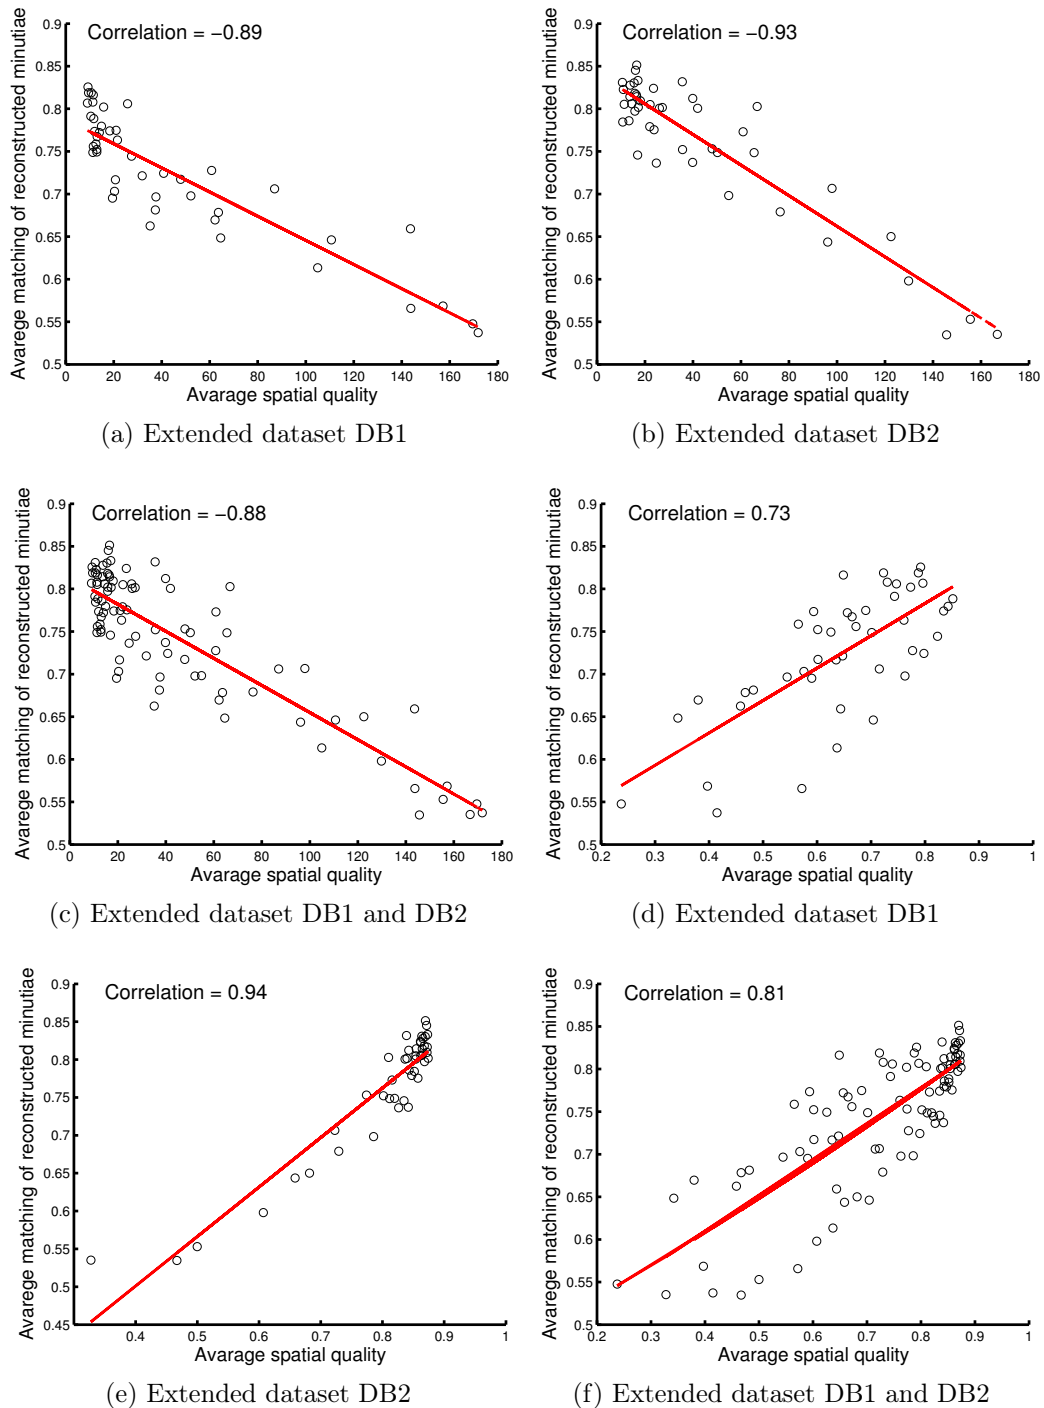 Correlation = −0.89
Avarege matching of reconstructed minutiae
0.9
0.85
0.8
0.75
0.7
0.65
0.6
0.55
0.5
0 20 40 60 80 100 120 140 160 180
Avarage spatial quality
(a) Extended dataset DB1
Correlation = −0.93
Avarege matching of reconstructed minutiae
0.9
0.85
0.8
0.75
0.7
0.65
0.6
0.55
0.5
0 20 40 60 80 100 120 140 160 180
Avarage spatial quality
(b) Extended dataset DB2
Correlation = −0.88
Avarege matching of reconstructed minutiae
0.9
0.85
0.8
0.75
0.7
0.65
0.6
0.55
0.5
0 20 40 60 80 100 120 140 160 180
Avarage spatial quality
(c) Extended dataset DB1 and DB2
Correlation = 0.73
Avarege matching of reconstructed minutiae
0.9
0.85
0.8
0.75
0.7
0.65
0.6
0.55
0.5
0.2 0.3 0.4 0.5 0.6 0.7 0.8 0.9 1
Avarage spatial quality
(d) Extended dataset DB1
Correlation = 0.94
Avarege matching of reconstructed minutiae
0.9
0.85
0.8
0.75
0.7
0.65
0.6
0.55
0.5
0.45
0.4 0.5 0.6 0.7 0.8 0.9 1
Avarage spatial quality
(e) Extended dataset DB2
Correlation = 0.81
Avarege matching of reconstructed minutiae
0.9
0.85
0.8
0.75
0.7
0.65
0.6
0.55
0.5
0.2 0.3 0.4 0.5 0.6 0.7 0.8 0.9 1
Avarage spatial quality
(f) Extended dataset DB1 and DB2